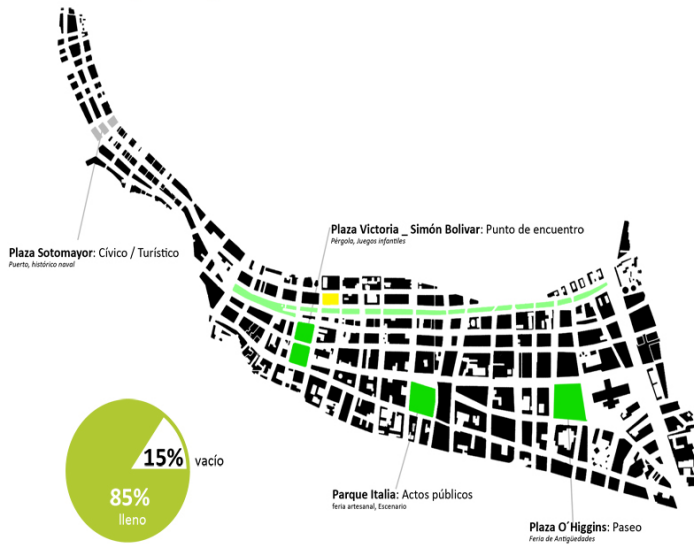 Plaza Victoria _ Simón Bolivar: Punto de encuentro
Pérgola, Juegos infantiles
Plaza Sotomayor: Cívico / Turístico
Puerto, histórico naval
15% vacío
85%
lleno
Parque Italia: Actos públicos
feria artesanal, Escenario
Plaza O´Higgins: Paseo
Feria de Antigüedades